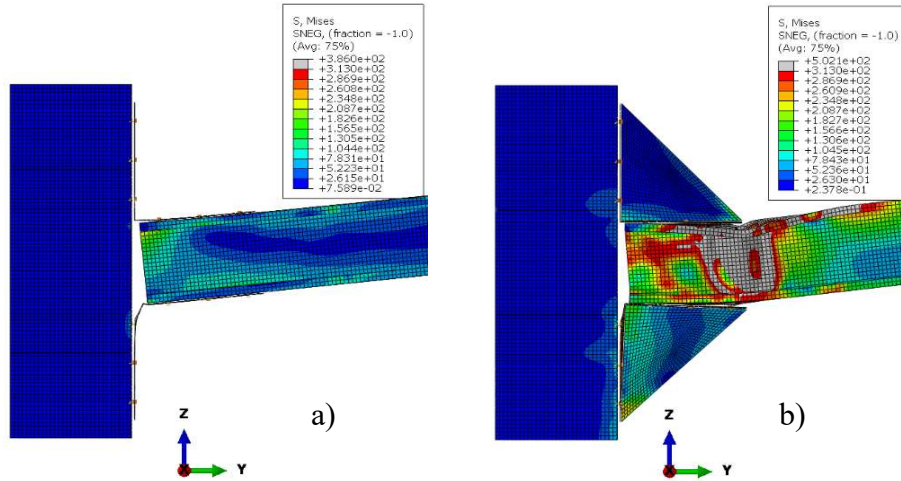 S, Mises
SNEG, (fraction = -1.0)
(Avg: 75%)
+3.860e+02
+3.130e+02
+2.869e+02
+2.608e+02
+2.348e+02
+2.087e+02
+1.826e+02
+1.565e+02
+1.305e+02
+1.044e+02
+7.831e+01
+5.223e+01
+2.615e+01
+7.589e-02
a)
Z
Y
X
S, Mises
SNEG, (fraction = -1.0)
(Avg: 75%)
+5.021e+02
+3.130e+02
+2.869e+02
+2.609e+02
+2.348e+02
+2.087e+02
+1.827e+02
+1.566e+02
+1.306e+02
+1.045e+02
+7.843e+01
+5.236e+01
+2.630e+01
+2.378e-01
b)
Z
Y
X